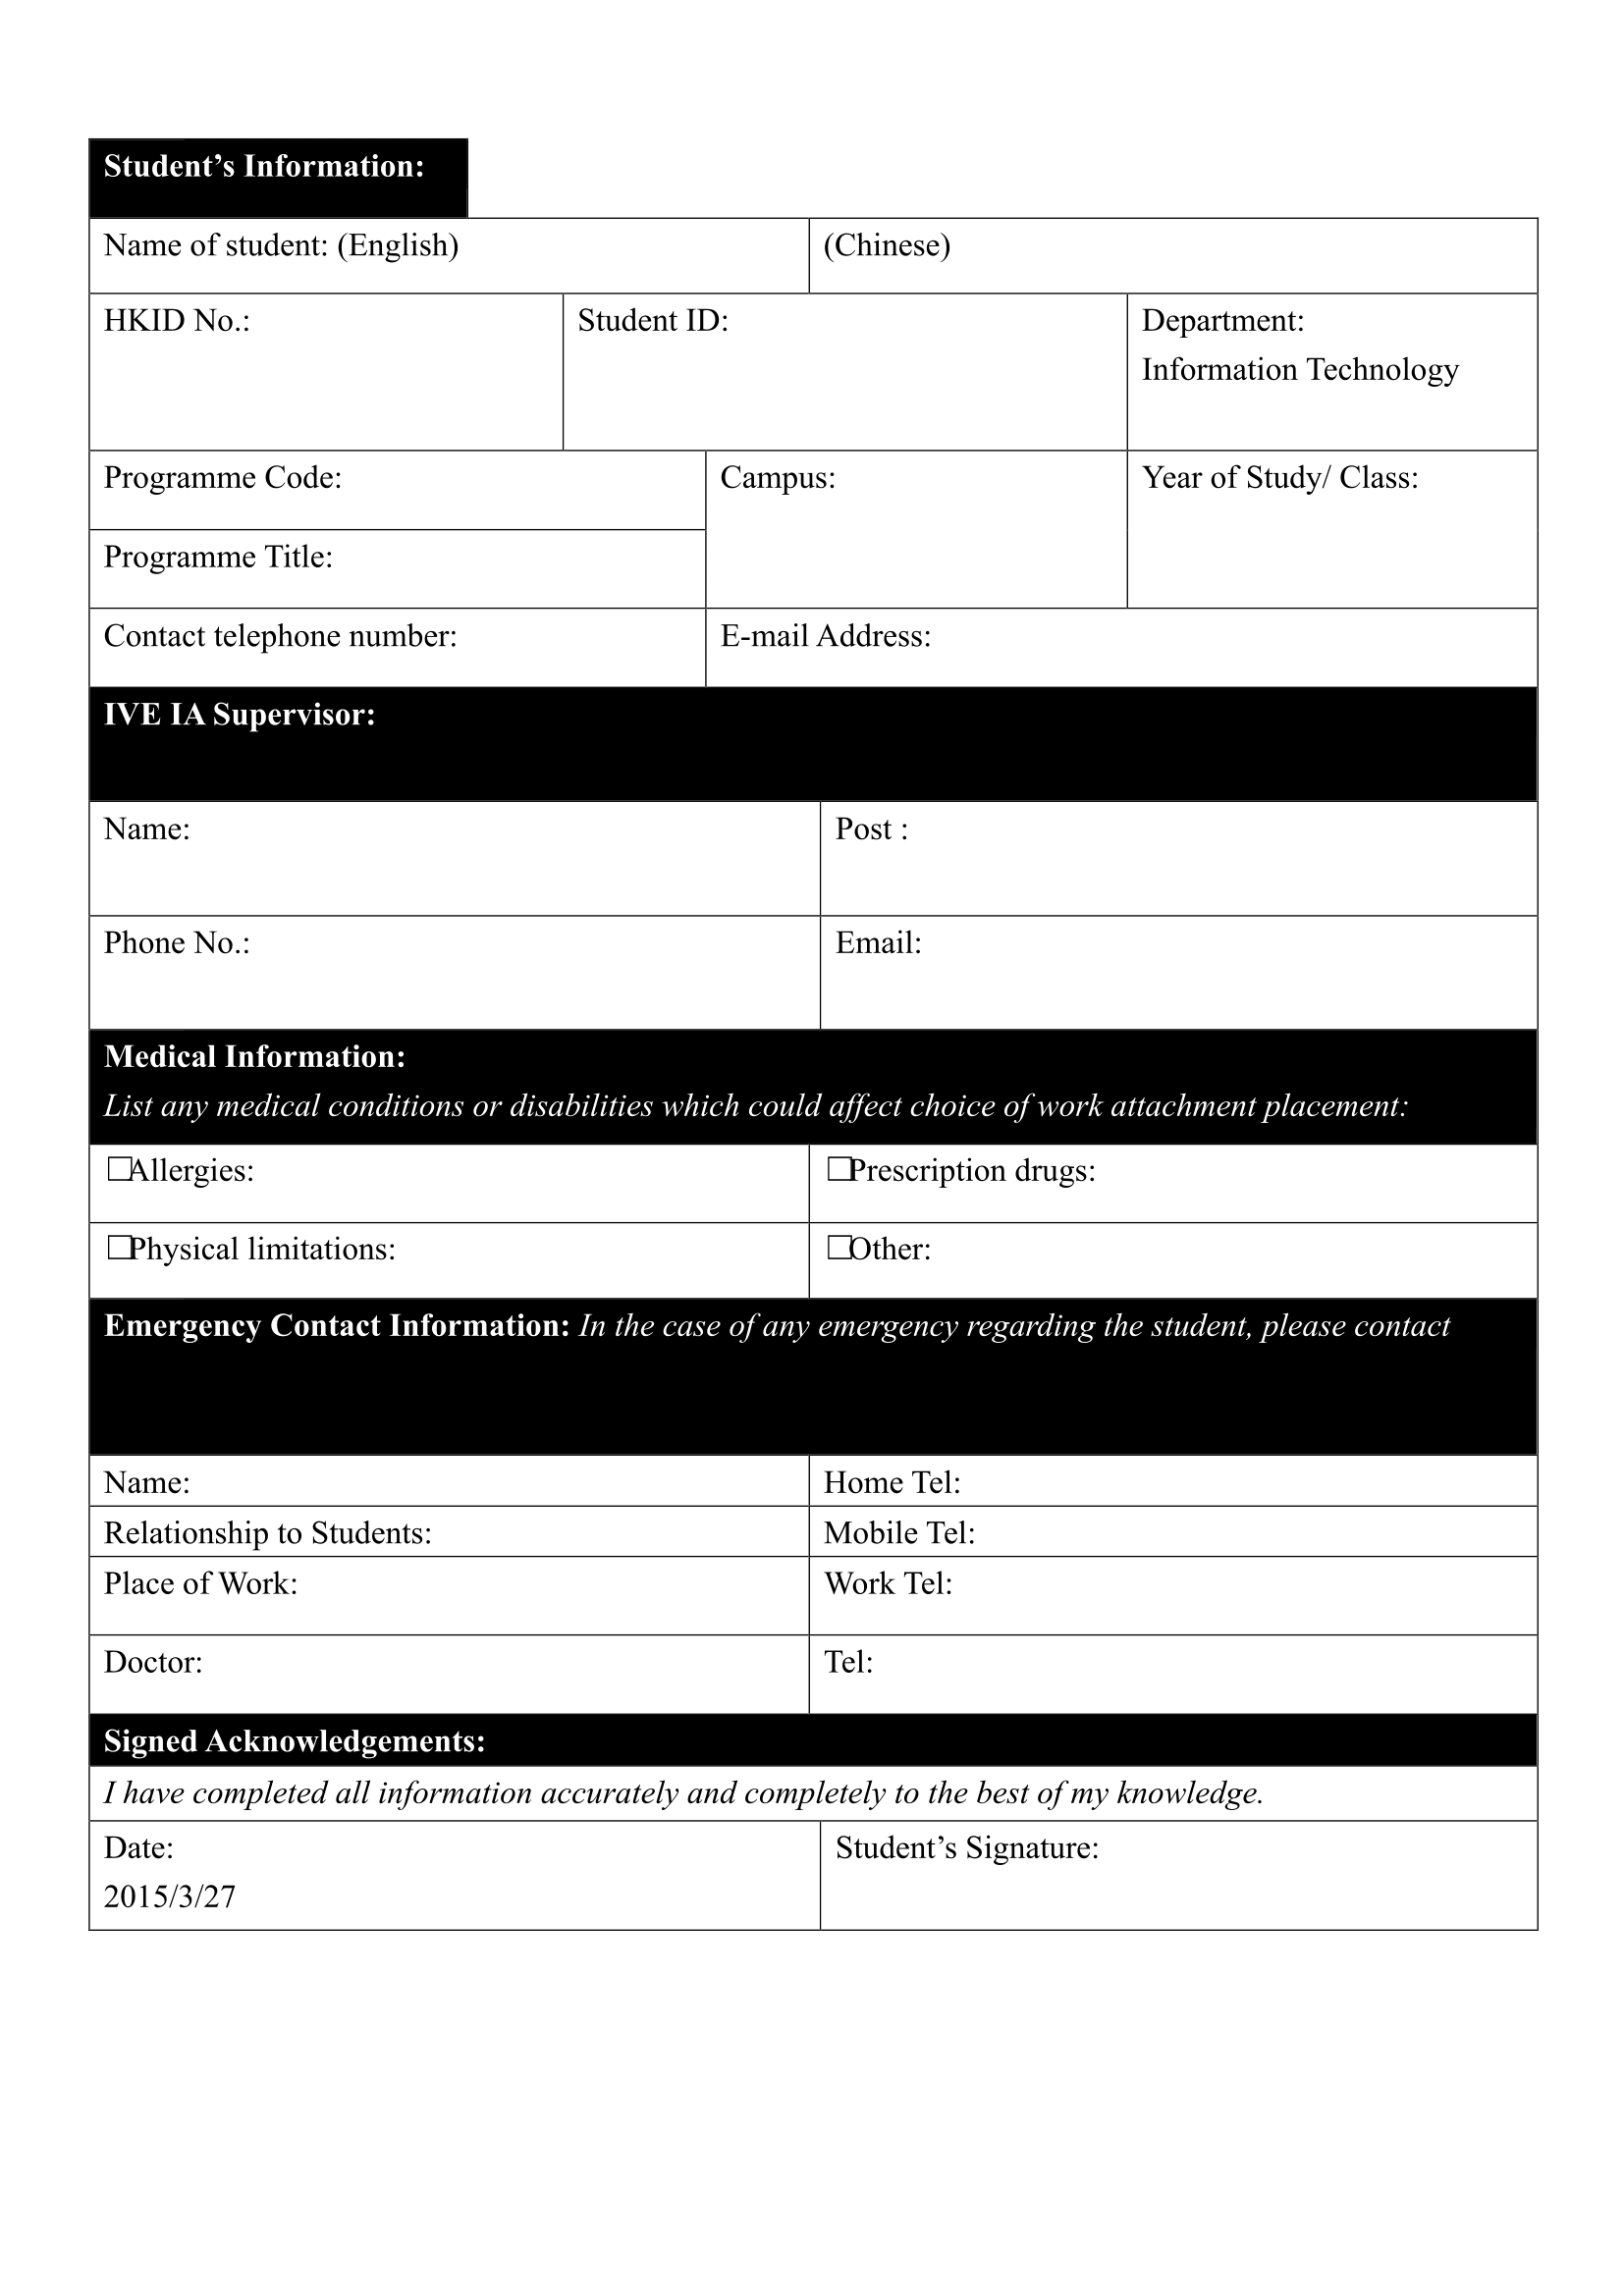 Student’s Information:
Name of student: (English)
(Chinese)
HKID No.:
Student ID:
Department:
Information Technology
Programme Code:
Campus:
Year of Study/ Class:
Programme Title:
Contact telephone number:
E-mail Address:
IVE IA Supervisor:
Name:
Post :
Phone No.:
Email:
Medical Information:
List any medical conditions or disabilities which could affect choice of work attachment placement:
☐Allergies:
☐Prescription drugs:
☐Physical limitations:
☐Other:
Emergency Contact Information: In the case of any emergency regarding the student, please contact
Name:
Home Tel:
Relationship to Students:
Mobile Tel:
Place of Work:
Work Tel:
Doctor:
Tel:
Signed Acknowledgements:
I have completed all information accurately and completely to the best of my knowledge.
Date:
2015/3/27
Student’s Signature: